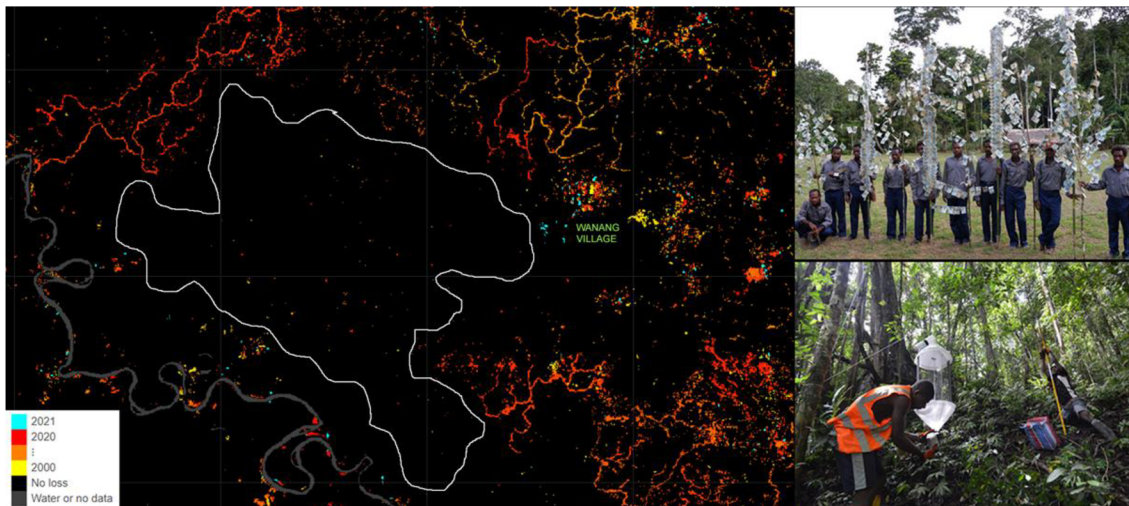 WANANG
VILLAGE
2021
2020
⋮
2000
No loss
Water or no data